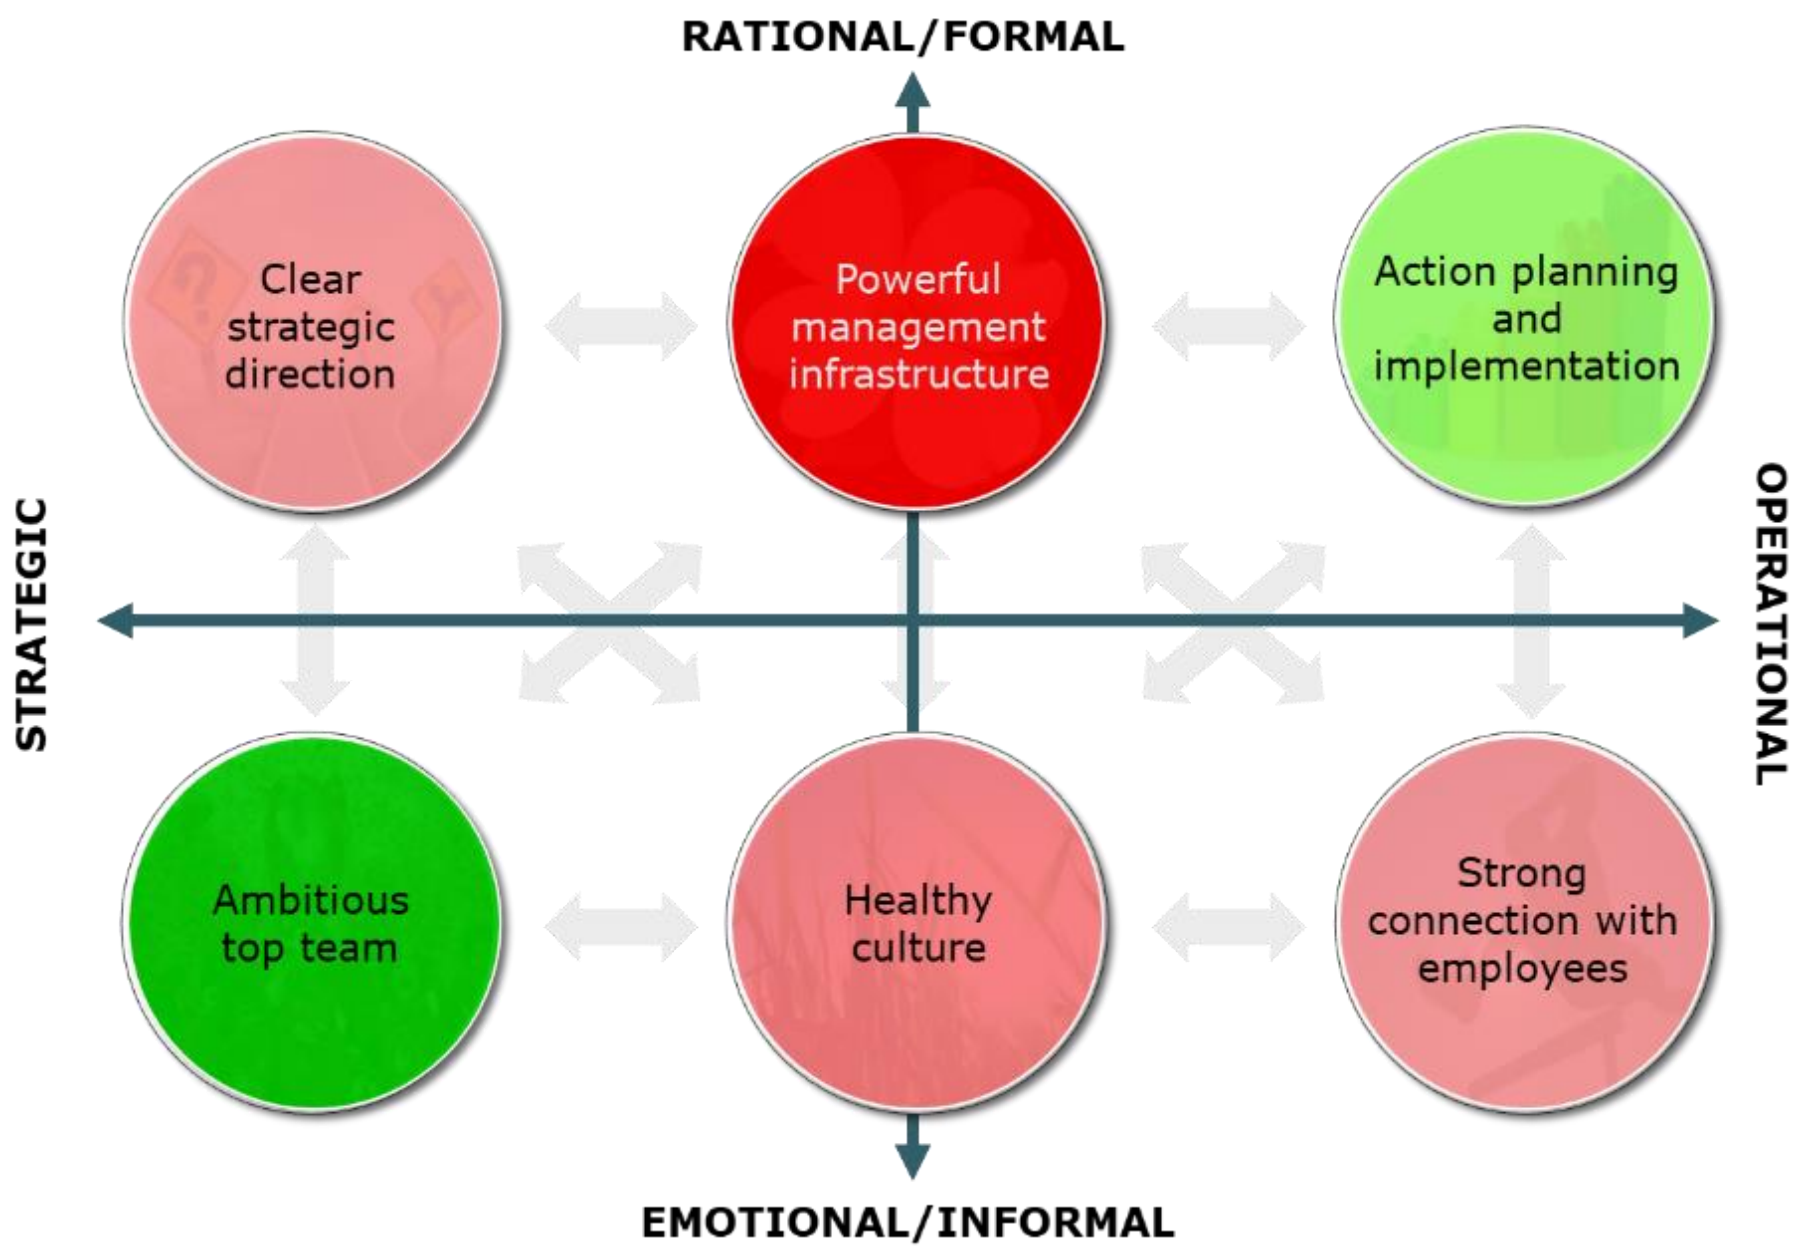 RATIONAL/FORMAL
Clear
strategic
direction
Powerful
management
infrastructure
Action planning
and
implementation
STRATEGIC
OPERATIONAL
Ambitious
top team
Healthy
culture
Strong
connection with
employees
EMOTIONAL/INFORMAL